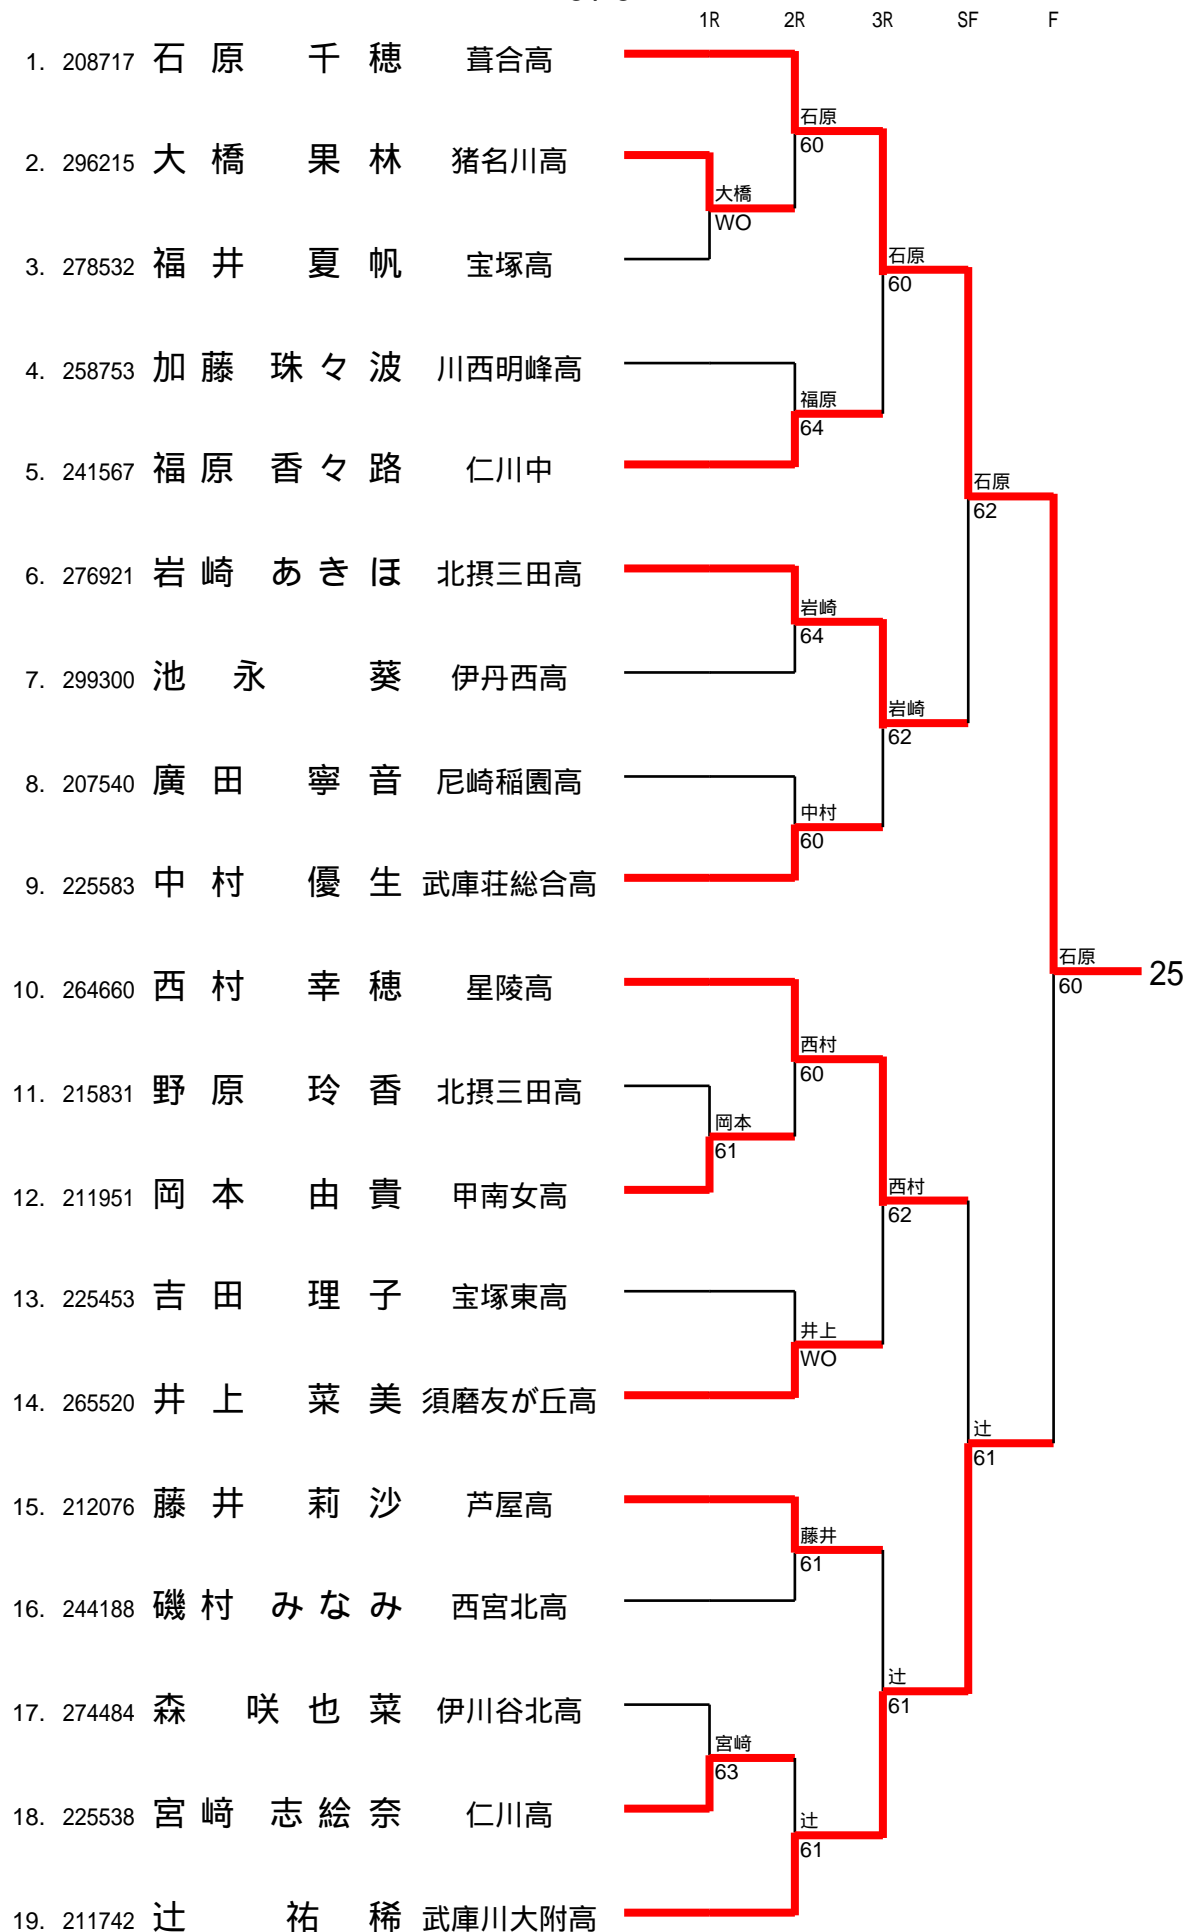 1R 2R 3R SF F
1. 208717 石原 千穂 葺合高
石原
60
2. 296215 大橋 果林 猪名川高
大橋
WO
3. 278532 福井 夏帆 宝塚高
石原
60
4. 258753 加藤 珠々波 川西明峰高
福原
64
5. 241567 福原 香々路 仁川中
石原
62
6. 276921 岩崎 あきほ 北摂三田高
岩崎
64
7. 299300 池永 葵 伊丹西高
岩崎
62
8. 207540 廣田 寧音 尼崎稲園高
中村
60
9. 225583 中村 優生 武庫荘総合高
石原
60
25
10. 264660 西村 幸穂 星陵高
西村
60
11. 215831 野原 玲香 北摂三田高
岡本
61
12. 211951 岡本 由貴 甲南女高
西村
62
13. 225453 吉田 理子 宝塚東高
井上
WO
14. 265520 井上 菜美 須磨友が丘高
辻
61
15. 212076 藤井 莉沙 芦屋高
藤井
61
16. 244188 磯村 みなみ 西宮北高
辻
61
17. 274484 森 咲也菜 伊川谷北高
宮﨑
63
18. 225538 宮﨑 志絵奈 仁川高
辻
61
19. 211742 辻 祐稀 武庫川大附高